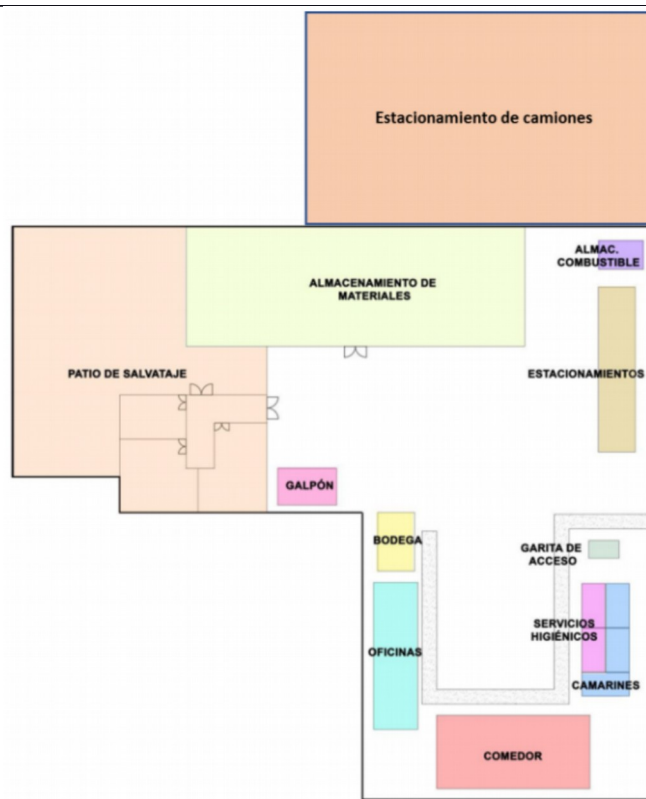 Estacionamiento de camiones
ALMAC.
COMBUSTIBLE
ALMACENAMIENTO DE
MATERIALES
PATIO DE SALVATAJE
ESTACIONAMIENTOS
GALPÓN
BODEGA
GARITA DE
ACCESO
SERVICIOS
HIGIÉNICOS
OFICINAS
CAMARINES
COMEDOR